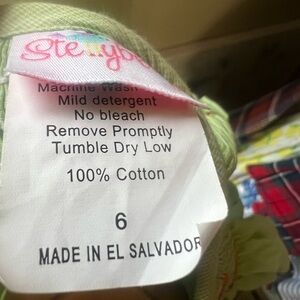 Machine Wash
Mild detergent
No bleach
Remove Promptly
Tumble Dry Low
100% Cotton
6
MADE IN EL SALVADOR